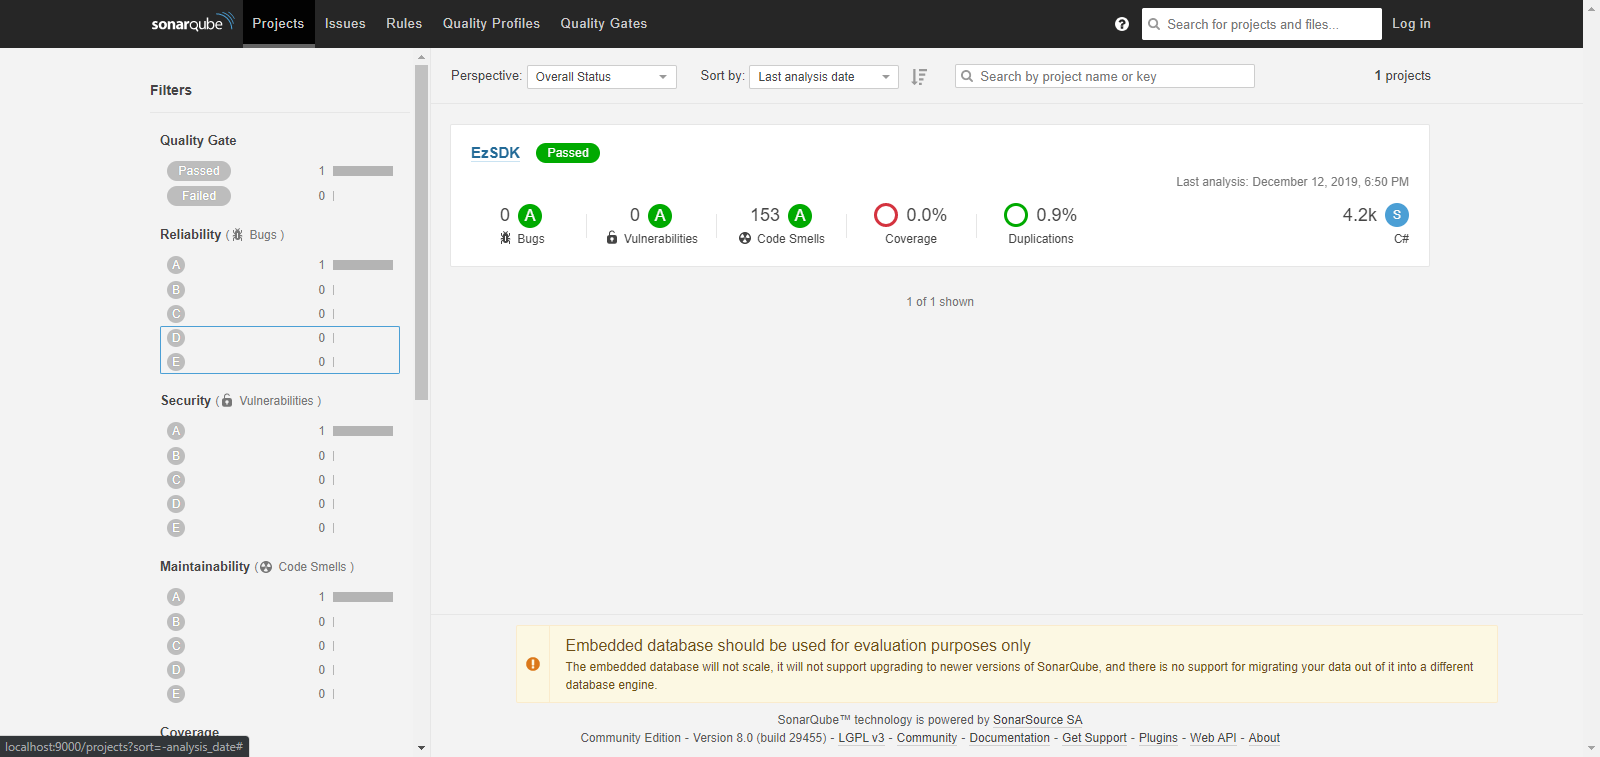 sonarqube Projects Issues Rules Quality Profiles Quality Gates ? Search for projects and files... Log in
Filters
Quality Gate
Passed 1
Failed 0
Reliability ( Bugs )
A 1
B 0
C 0
D 0
E 0
Security ( Vulnerabilities )
A 1
B 0
C 0
D 0
E 0
Maintainability ( Code Smells )
A 1
B 0
C 0
D 0
E 0
Coverage
localhost:9000/projects?sort=-analysis_date#
Perspective: Overall Status Sort by: Last analysis date Search by project name or key 1 projects
EzSDK Passed
Last analysis: December 12, 2019, 6:50 PM
0 A 0 A 153 A 0.0% 0.9% 4.2k S
Bugs Vulnerabilities Code Smells Coverage Duplications C#
1 of 1 shown
Embedded database should be used for evaluation purposes only
The embedded database will not scale, it will not support upgrading to newer versions of SonarQube, and there is no support for migrating your data out of it into a different
database engine.
SonarQube™ technology is powered by SonarSource SA
Community Edition - Version 8.0 (build 29455) - LGPL v3 - Community - Documentation - Get Support - Plugins - Web API - About